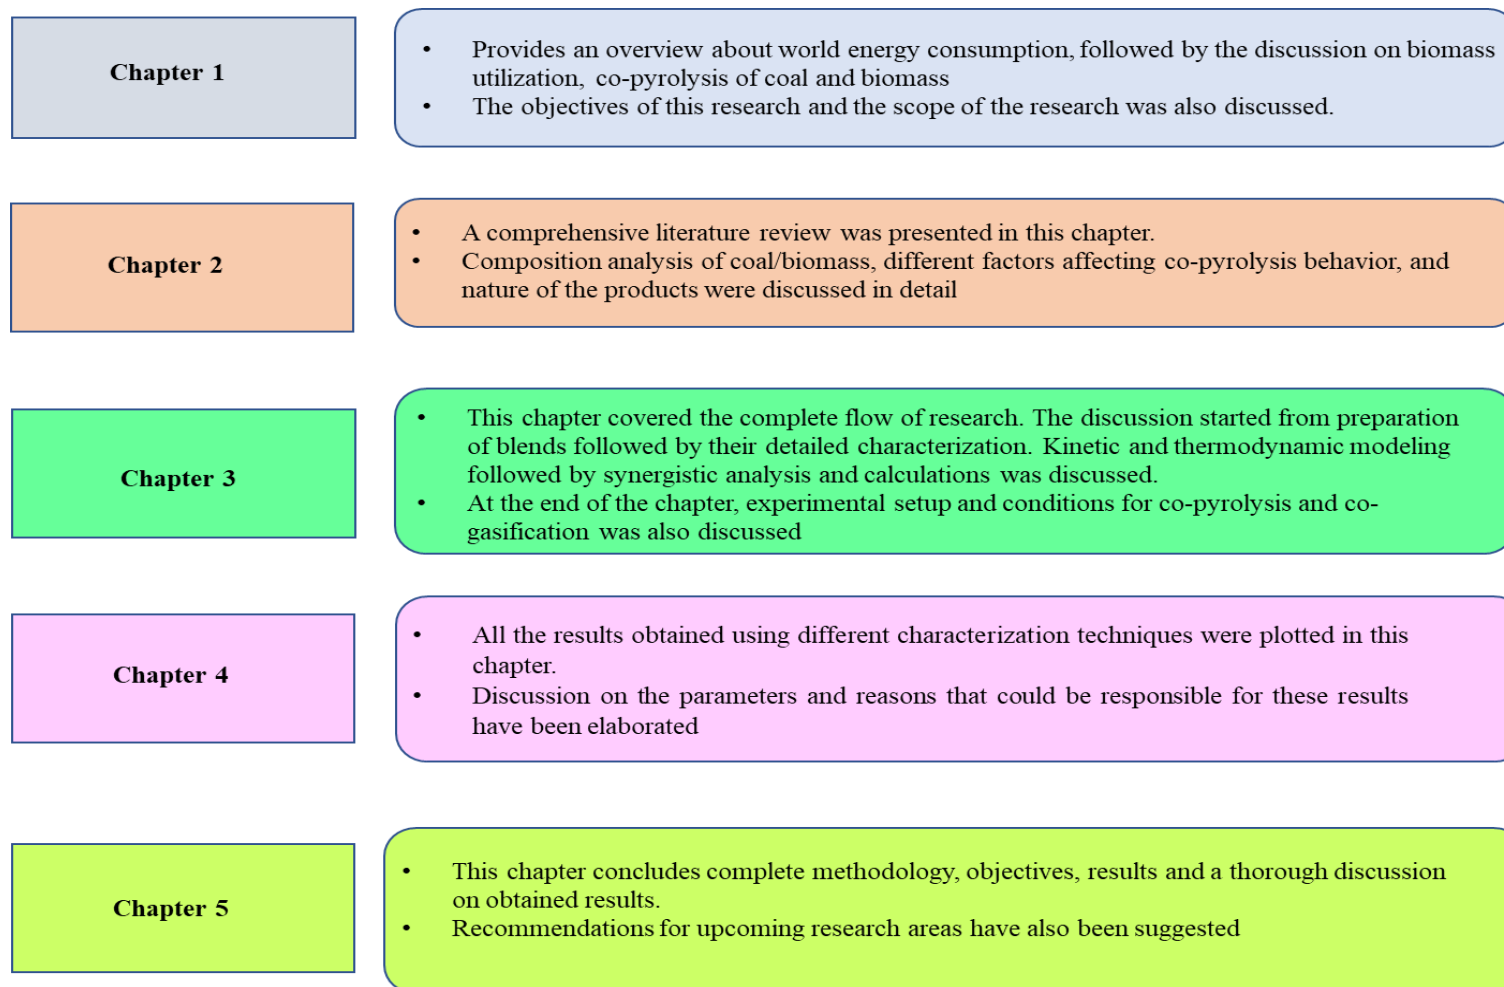 Chapter 1
• Provides an overview about world energy consumption, followed by the discussion on biomass
utilization, co-pyrolysis of coal and biomass
• The objectives of this research and the scope of the research was also discussed.
Chapter 2
• A comprehensive literature review was presented in this chapter.
• Composition analysis of coal/biomass, different factors affecting co-pyrolysis behavior, and
nature of the products were discussed in detail
Chapter 3
• This chapter covered the complete flow of research. The discussion started from preparation
of blends followed by their detailed characterization. Kinetic and thermodynamic modeling
followed by synergistic analysis and calculations was discussed.
• At the end of the chapter, experimental setup and conditions for co-pyrolysis and co-
gasification was also discussed
Chapter 4
• All the results obtained using different characterization techniques were plotted in this
chapter.
• Discussion on the parameters and reasons that could be responsible for these results
have been elaborated
Chapter 5
• This chapter concludes complete methodology, objectives, results and a thorough discussion
on obtained results.
• Recommendations for upcoming research areas have also been suggested